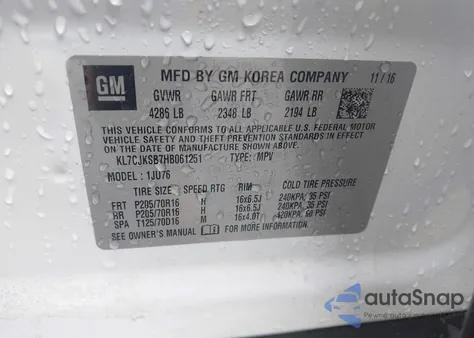 GM
MFD BY GM KOREA COMPANY 11/16
GVWR GAWR FRT GAWR RR
4286 LB 2348 LB 2194 LB
THIS VEHICLE CONFORMS TO ALL APPLICABLE U.S. FEDERAL MOTOR
VEHICLE SAFETY, BUMPER, AND THEFT PREVENTION STANDARDS IN
EFFECT ON THE DATE OF MANUFACTURE SHOWN ABOVE.
KL7CJKSB7HB061251 TYPE: MPV
MODEL: 1JU76
TIRE SIZE SPEED RTG RIM COLD TIRE PRESSURE
FRT P205/70R16 H 16x6.5J 240KPA/35 PSI
RR P205/70R16 H 16x6.5J 240KPA/35 PSI
SPA T125/70D16 M 16x4.0T 420KPA/60 PSI
SEE OWNER'S MANUAL FOR ADDITIONAL INFORMATION.
autoSnap